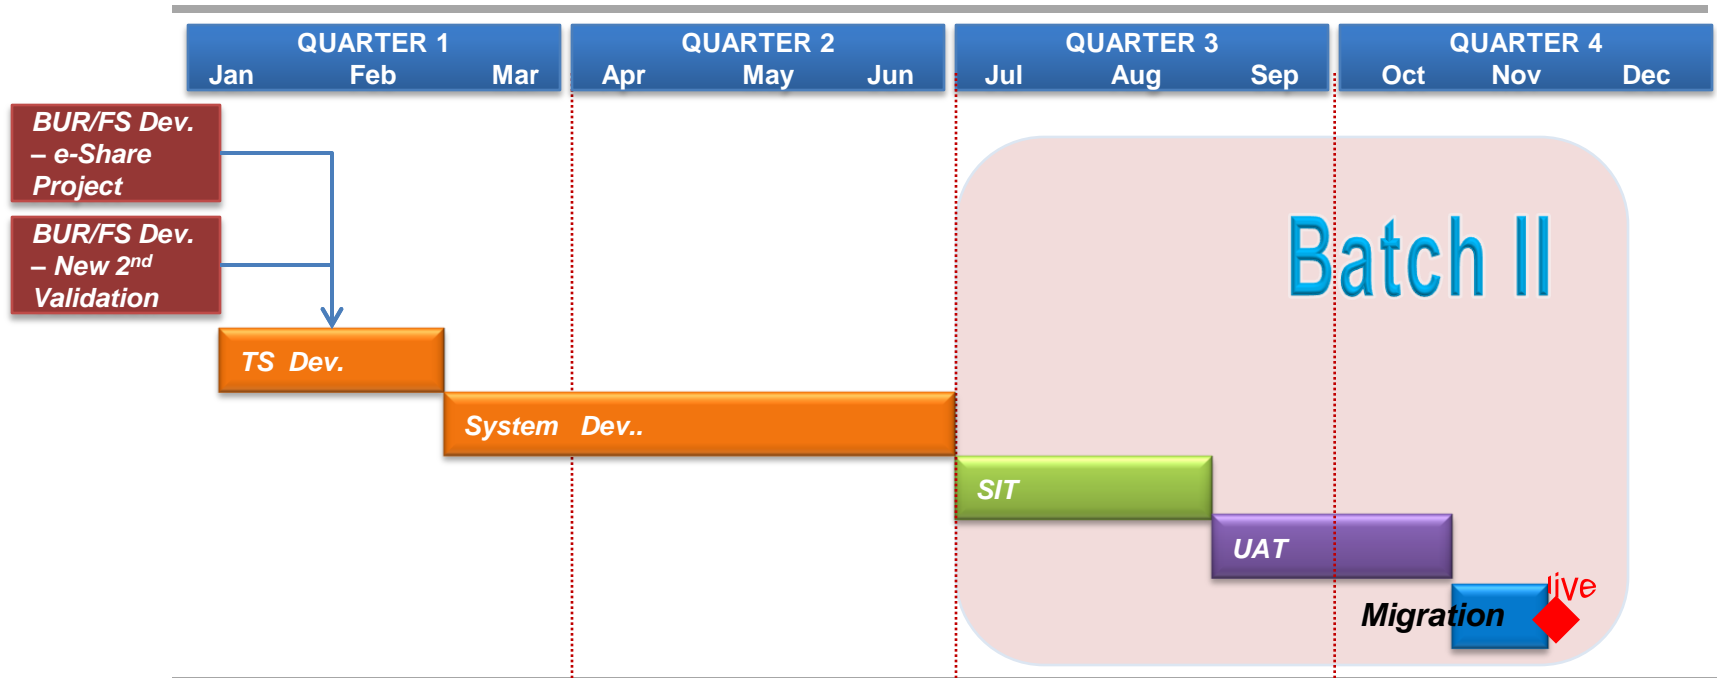 QUARTER 1 QUARTER 2 QUARTER 3 QUARTER 4
Jan Feb Mar Apr May Jun Jul Aug Sep Oct Nov Dec
BUR/FS Dev.
– e-Share
Project
BUR/FS Dev.
– New 2nd
Validation
Batch II
TS Dev.
System Dev..
SIT
UAT
live
Migration